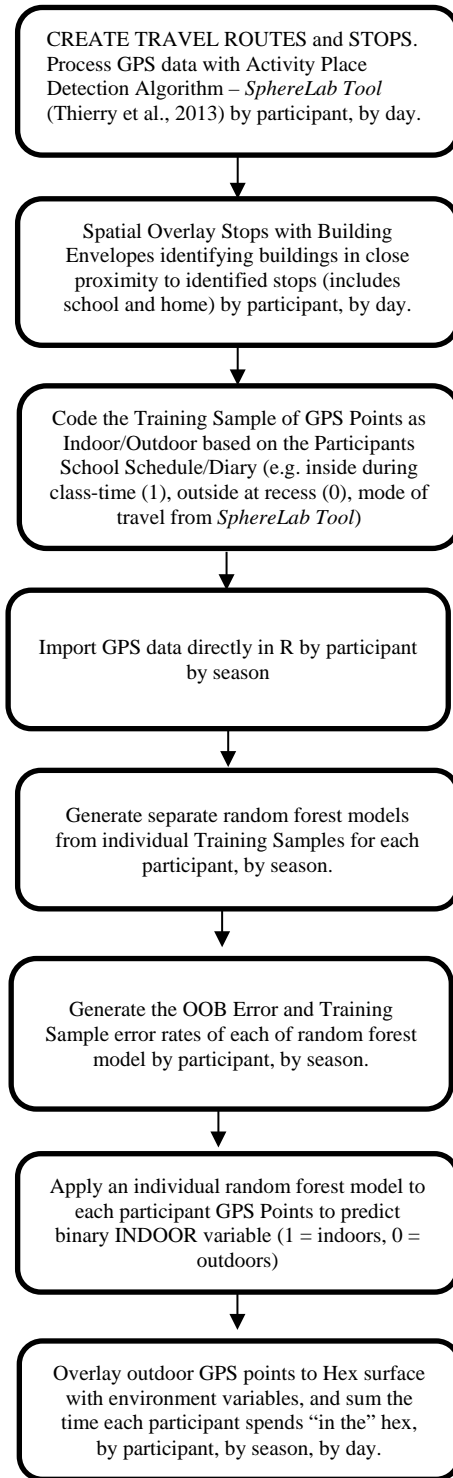 CREATE TRAVEL ROUTES and STOPS.
Process GPS data with Activity Place
Detection Algorithm – SphereLab Tool
(Thierry et al., 2013) by participant, by day.
Spatial Overlay Stops with Building
Envelopes identifying buildings in close
proximity to identified stops (includes
school and home) by participant, by day.
Code the Training Sample of GPS Points as
Indoor/Outdoor based on the Participants
School Schedule/Diary (e.g. inside during
class-time (1), outside at recess (0), mode of
travel from SphereLab Tool)
Import GPS data directly in R by participant
by season
Generate separate random forest models
from individual Training Samples for each
participant, by season.
Generate the OOB Error and Training
Sample error rates of each of random forest
model by participant, by season.
Apply an individual random forest model to
each participant GPS Points to predict
binary INDOOR variable (1 = indoors, 0 =
outdoors)
Overlay outdoor GPS points to Hex surface
with environment variables, and sum the
time each participant spends “in the” hex,
by participant, by season, by day.